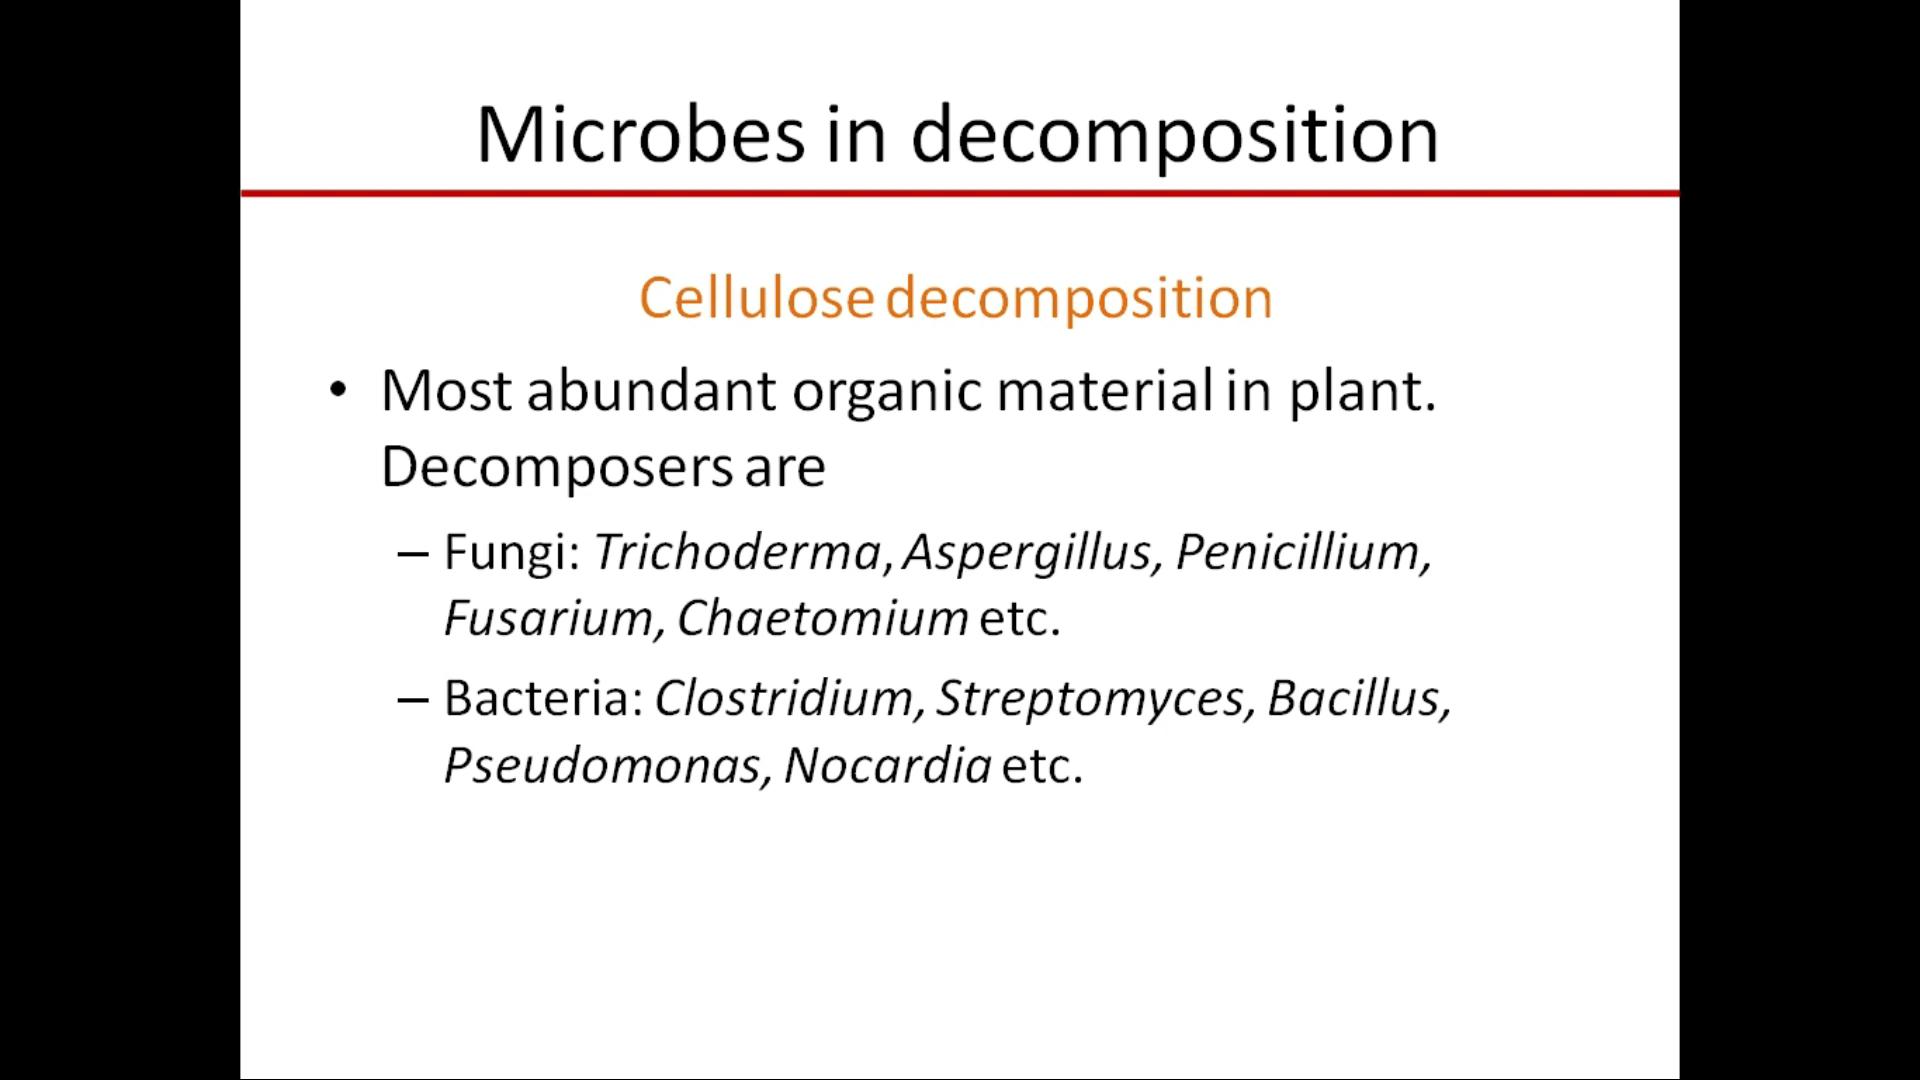 Microbes in decomposition
Cellulose decomposition
• Most abundant organic material in plant.
Decomposers are
– Fungi: Trichoderma, Aspergillus, Penicillium,
Fusarium, Chaetomium etc.
– Bacteria: Clostridium, Streptomyces, Bacillus,
Pseudomonas, Nocardia etc.